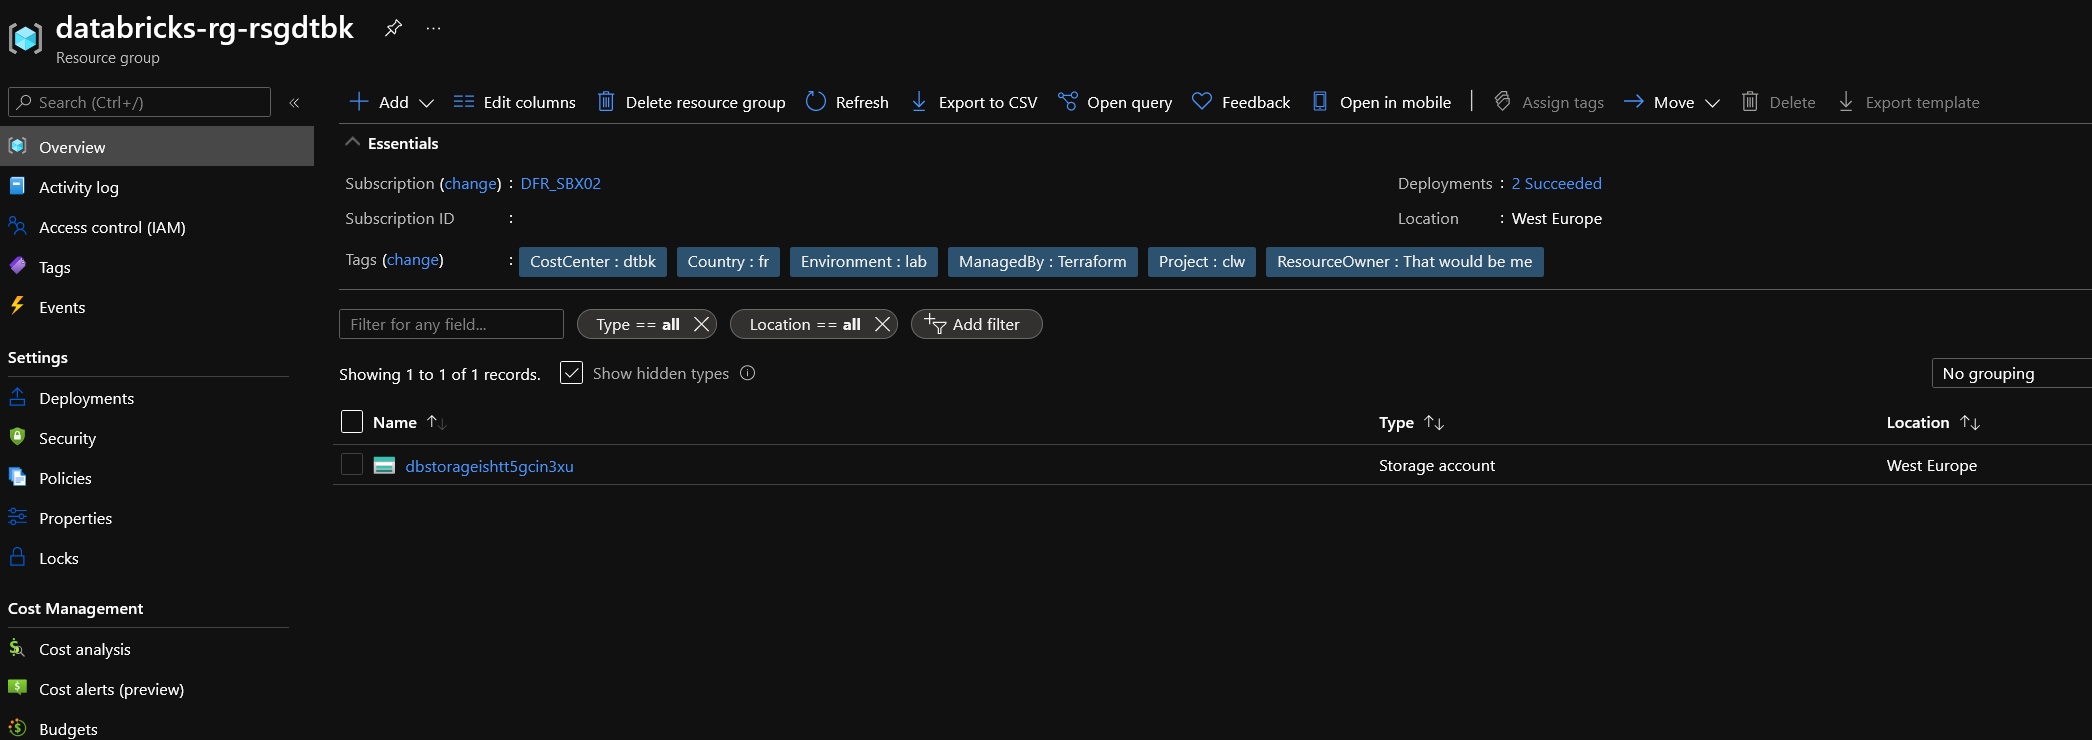 databricks-rg-rsgdtbk
Resource group
Search (Ctrl+/)
Overview
Activity log
Access control (IAM)
Tags
Events
Settings
Deployments
Security
Policies
Properties
Locks
Cost Management
Cost analysis
Cost alerts (preview)
Budgets
Add
Edit columns
Delete resource group
Refresh
Export to CSV
Open query
Feedback
Open in mobile
Assign tags
Move
Delete
Export template
Essentials
Subscription (change) : DFR_SBX02
Deployments : 2 Succeeded
Subscription ID :
Location : West Europe
Tags (change) : CostCenter : dtbk Country : fr Environment : lab ManagedBy : Terraform Project : clw ResourceOwner : That would be me
Filter for any field... Type == all Location == all Add filter
Showing 1 to 1 of 1 records. Show hidden types No grouping
Name Type Location
dbstorageishtt5gcin3xu Storage account West Europe